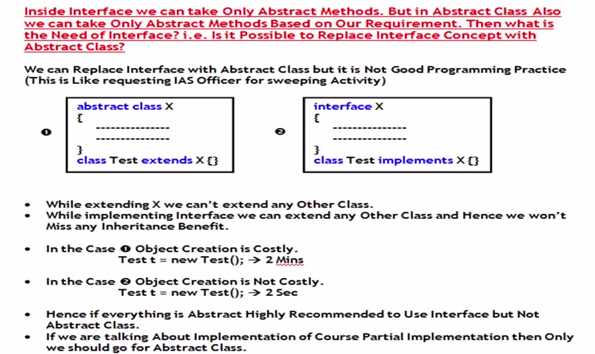 Inside Interface we can take Only Abstract Methods. But in Abstract Class Also
we can take Only Abstract Methods Based on Our Requirement. Then what is
the Need of Interface? i.e. Is it Possible to Replace Interface Concept with
Abstract Class?
We can Replace Interface with Abstract Class but it is Not Good Programming Practice
(This is Like requesting IAS Officer for sweeping Activity)
❶
abstract class X
{
---------------
---------------
}
class Test extends X {}
❷
interface X
{
---------------
---------------
}
class Test implements X {}
• While extending X we can't extend any Other Class.
• While implementing Interface we can extend any Other Class and Hence we won't
Miss any Inheritance Benefit.
• In the Case ❶ Object Creation is Costly.
Test t = new Test(); → 2 Mins
• In the Case ❷ Object Creation is Not Costly.
Test t = new Test(); → 2 Sec
• Hence if everything is Abstract Highly Recommended to Use Interface but Not
Abstract Class.
• If we are talking About Implementation of Course Partial Implementation then Only
we should go for Abstract Class.